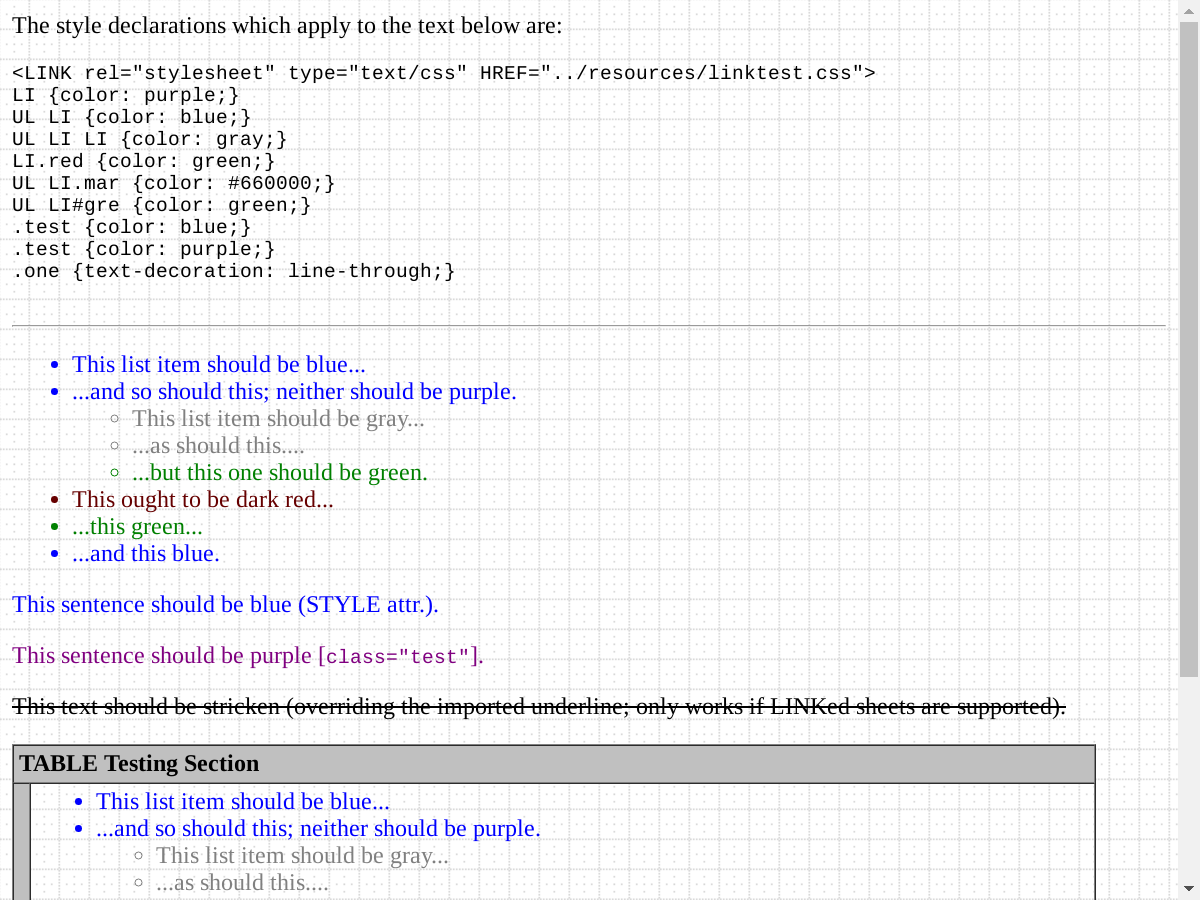 The style declarations which apply to the text below are:
<LINK rel="stylesheet" type="text/css" HREF="../resources/linktest.css">
LI {color: purple;}
UL LI {color: blue;}
UL LI LI {color: gray;}
LI.red {color: green;}
UL LI.mar {color: #660000;}
UL LI#gre {color: green;}
.test {color: blue;}
.test {color: purple;}
.one {text-decoration: line-through;}
This list item should be blue...
...and so should this; neither should be purple.
This list item should be gray...
...as should this....
...but this one should be green.
This ought to be dark red...
...this green...
...and this blue.
This sentence should be blue (STYLE attr.).
This sentence should be purple [class="test"].
This text should be stricken (overriding the imported underline; only works if LINKed sheets are supported).
TABLE Testing Section
This list item should be blue...
...and so should this; neither should be purple.
This list item should be gray...
...as should this....